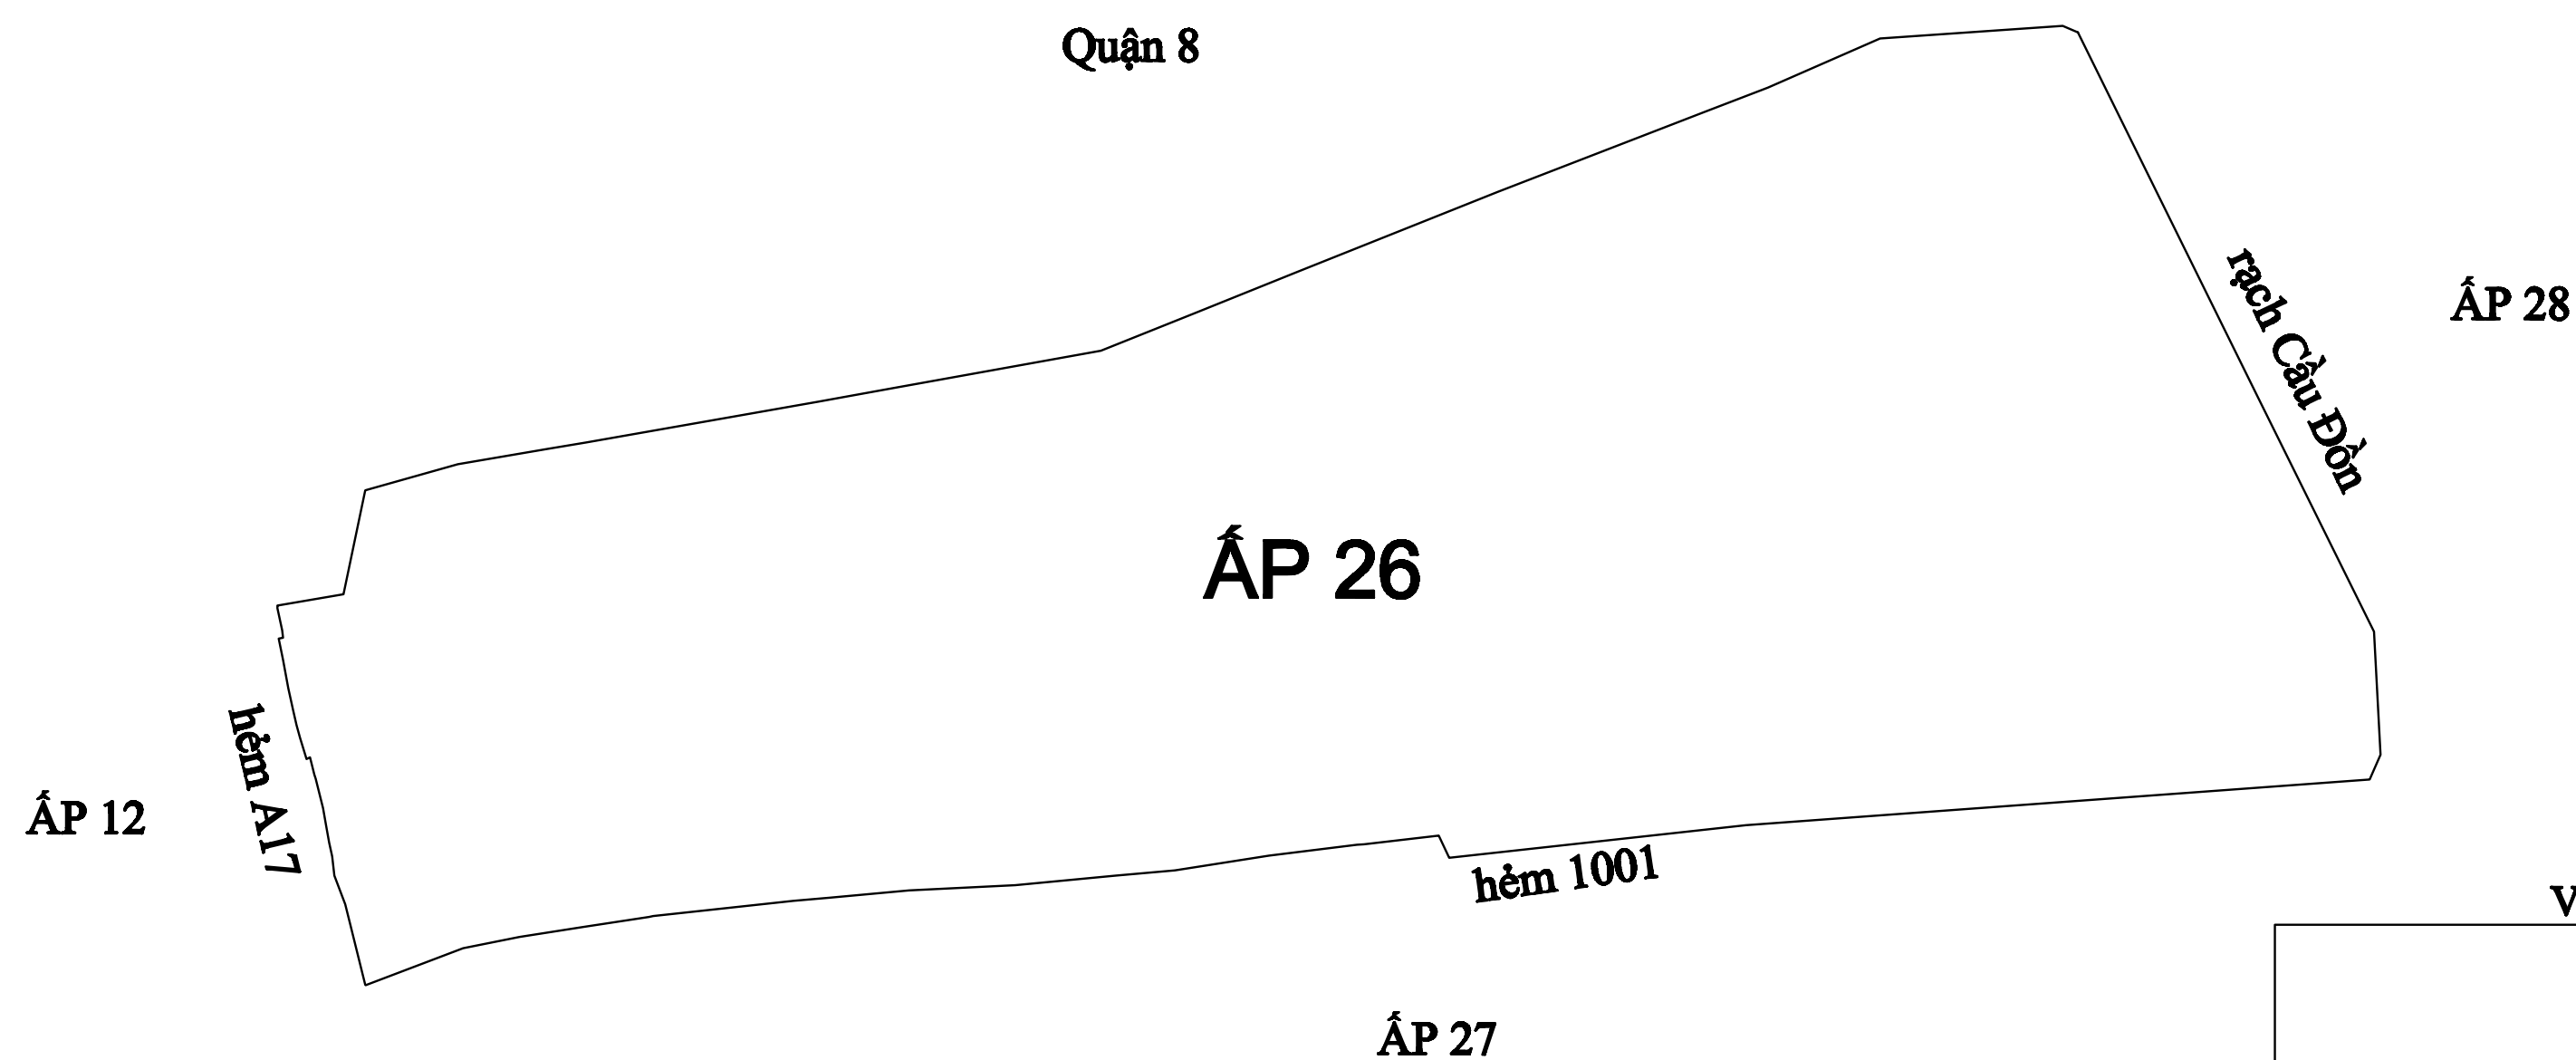 Quận 8
rạch Cầu Đồn
ẤP 28
ẤP 26
hẻm A17
ẤP 12
hẻm 1001
V
ẤP 27